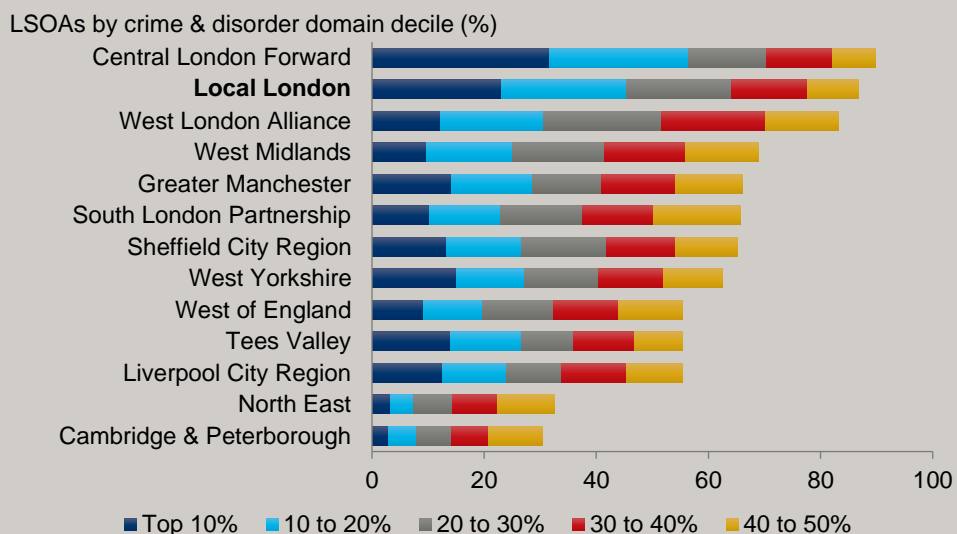 LSOAs by crime & disorder domain decile (%)
Central London Forward
Local London
West London Alliance
West Midlands
Greater Manchester
South London Partnership
Sheffield City Region
West Yorkshire
West of England
Tees Valley
Liverpool City Region
North East
Cambridge & Peterborough
0 20 40 60 80 100
Top 10% 10 to 20% 20 to 30% 30 to 40% 40 to 50%